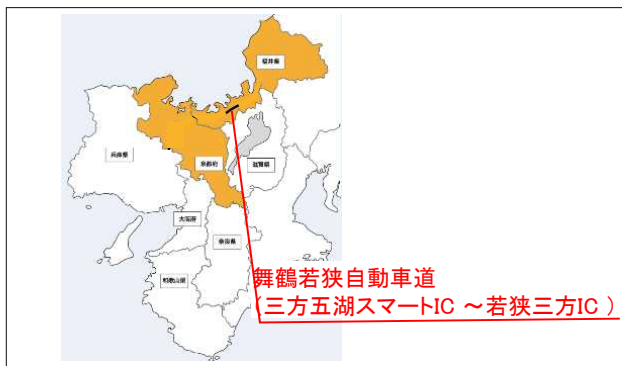 福井県
兵庫県
京都府
滋賀県
大阪府
奈良県
和歌山県
舞鶴若狭自動車道
(三方五湖スマートIC ～若狭三方IC )